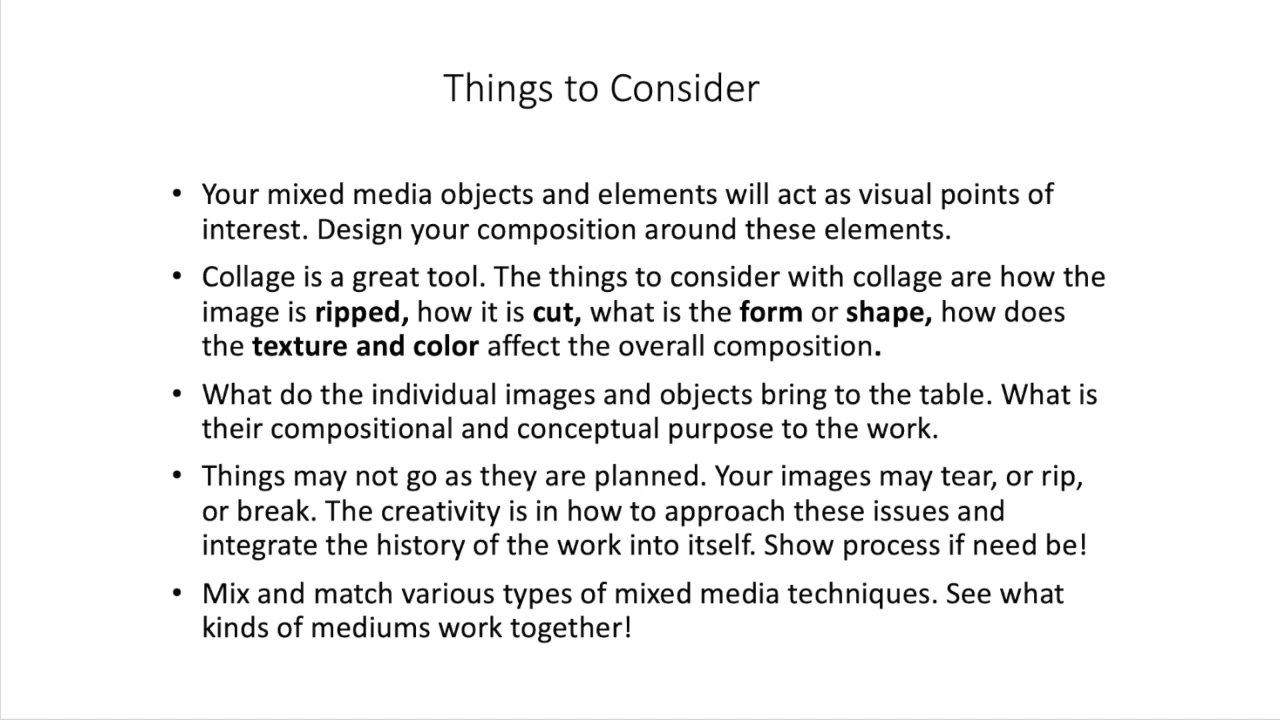 Things to Consider
• Your mixed media objects and elements will act as visual points of
interest. Design your composition around these elements.
• Collage is a great tool. The things to consider with collage are how the
image is ripped, how it is cut, what is the form or shape, how does
the texture and color affect the overall composition.
• What do the individual images and objects bring to the table. What is
their compositional and conceptual purpose to the work.
• Things may not go as they are planned. Your images may tear, or rip,
or break. The creativity is in how to approach these issues and
integrate the history of the work into itself. Show process if need be!
• Mix and match various types of mixed media techniques. See what
kinds of mediums work together!